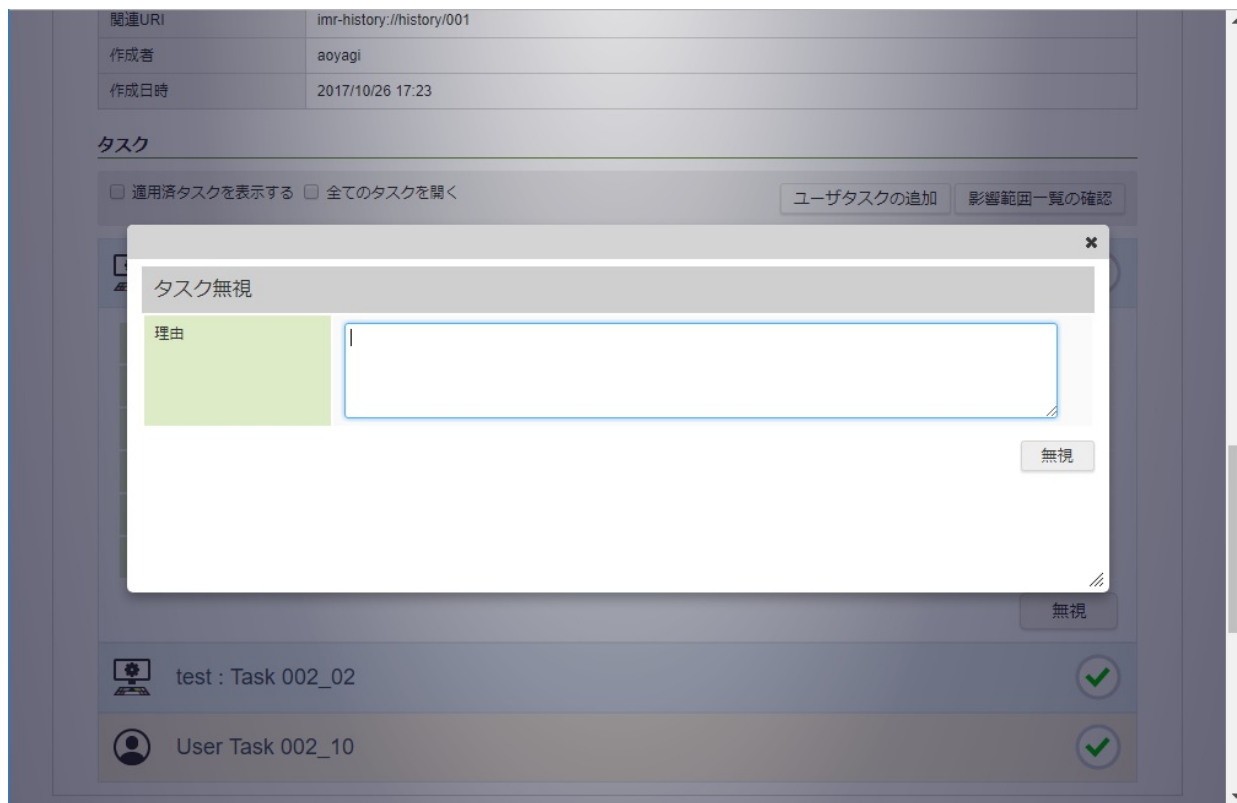 関連URI imr-history://history/001
作成者 aoyagi
作成日時 2017/10/26 17:23
タスク
適用済タスクを表示する 全てのタスクを開く ユーザタスクの追加 影響範囲一覧の確認
タスク無視
理由
無視
無視
test : Task 002_02
User Task 002_10